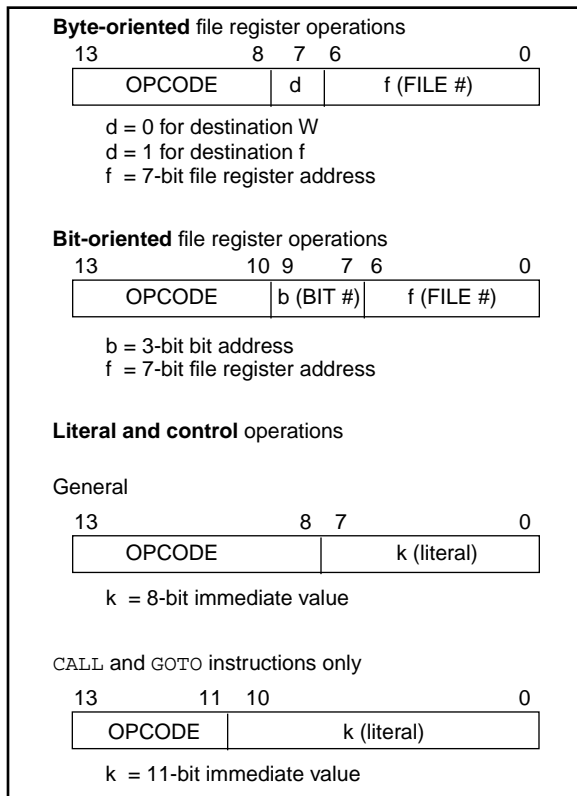 Byte-oriented file register operations
13 8 7 6 0
OPCODE d f (FILE #)
d = 0 for destination W
d = 1 for destination f
f = 7-bit file register address
Bit-oriented file register operations
13 10 9 7 6 0
OPCODE b (BIT #) f (FILE #)
b = 3-bit bit address
f = 7-bit file register address
Literal and control operations
General
13 8 7 0
OPCODE k (literal)
k = 8-bit immediate value
CALL and GOTO instructions only
13 11 10 0
OPCODE k (literal)
k = 11-bit immediate value